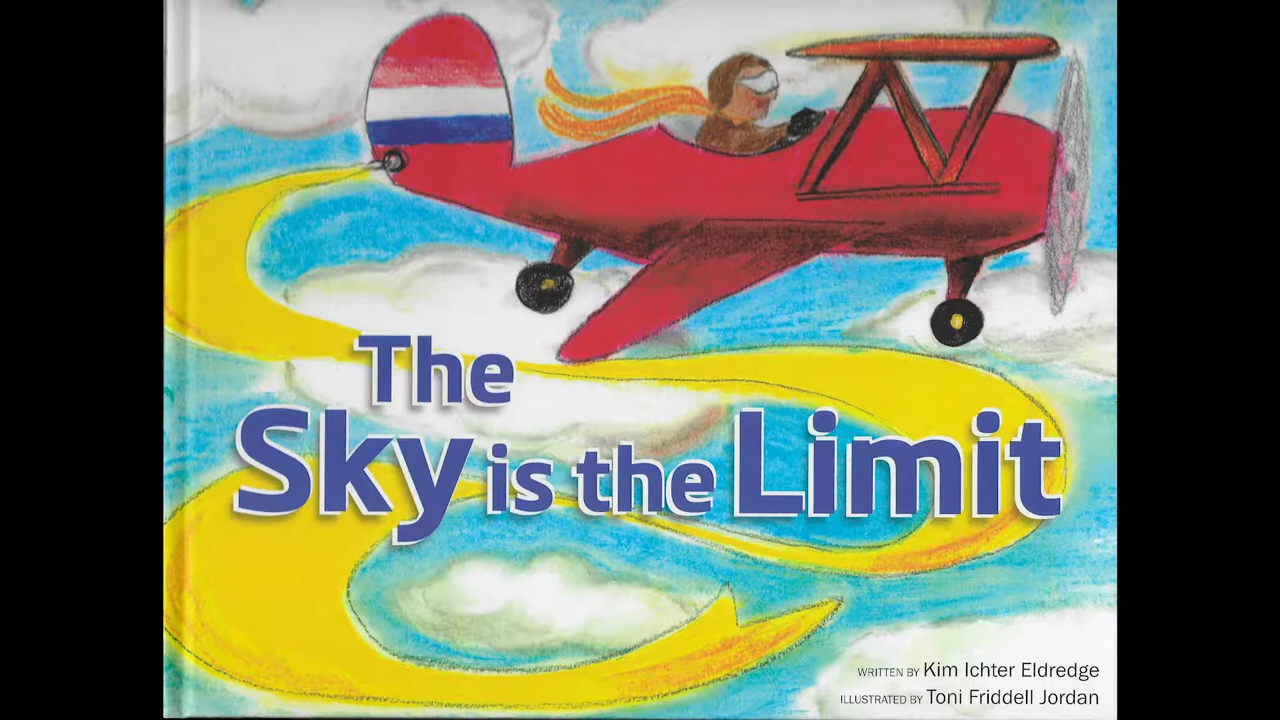 The
Sky is the Limit
WRITTEN BY Kim Ichter Eldredge
ILLUSTRATED BY Toni Friddell Jordan